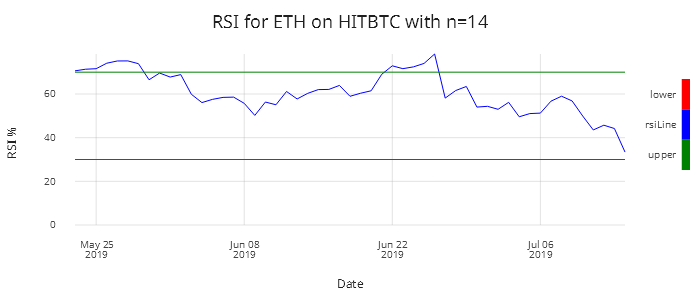 RSI for ETH on HITBTC with n=14
RSI %
60
40
20
0
May 25
2019
Jun 08
2019
Jun 22
2019
Jul 06
2019
Date
lower
rsiLine
upper